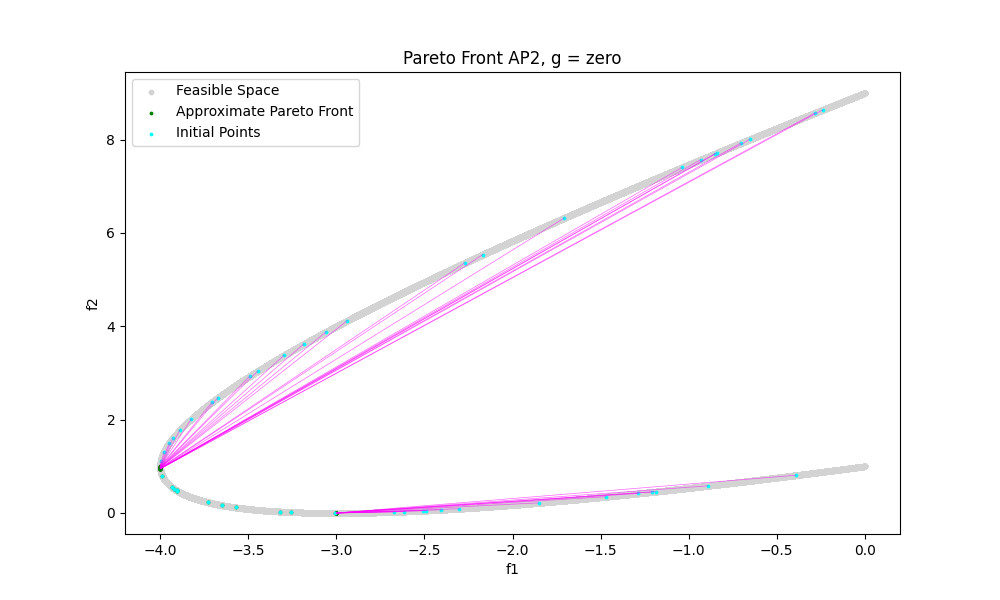 Pareto Front AP2, g = zero
Feasible Space
Approximate Pareto Front
Initial Points
f2
8
6
4
2
0
−4.0 −3.5 −3.0 −2.5 −2.0 −1.5 −1.0 −0.5 0.0
f1